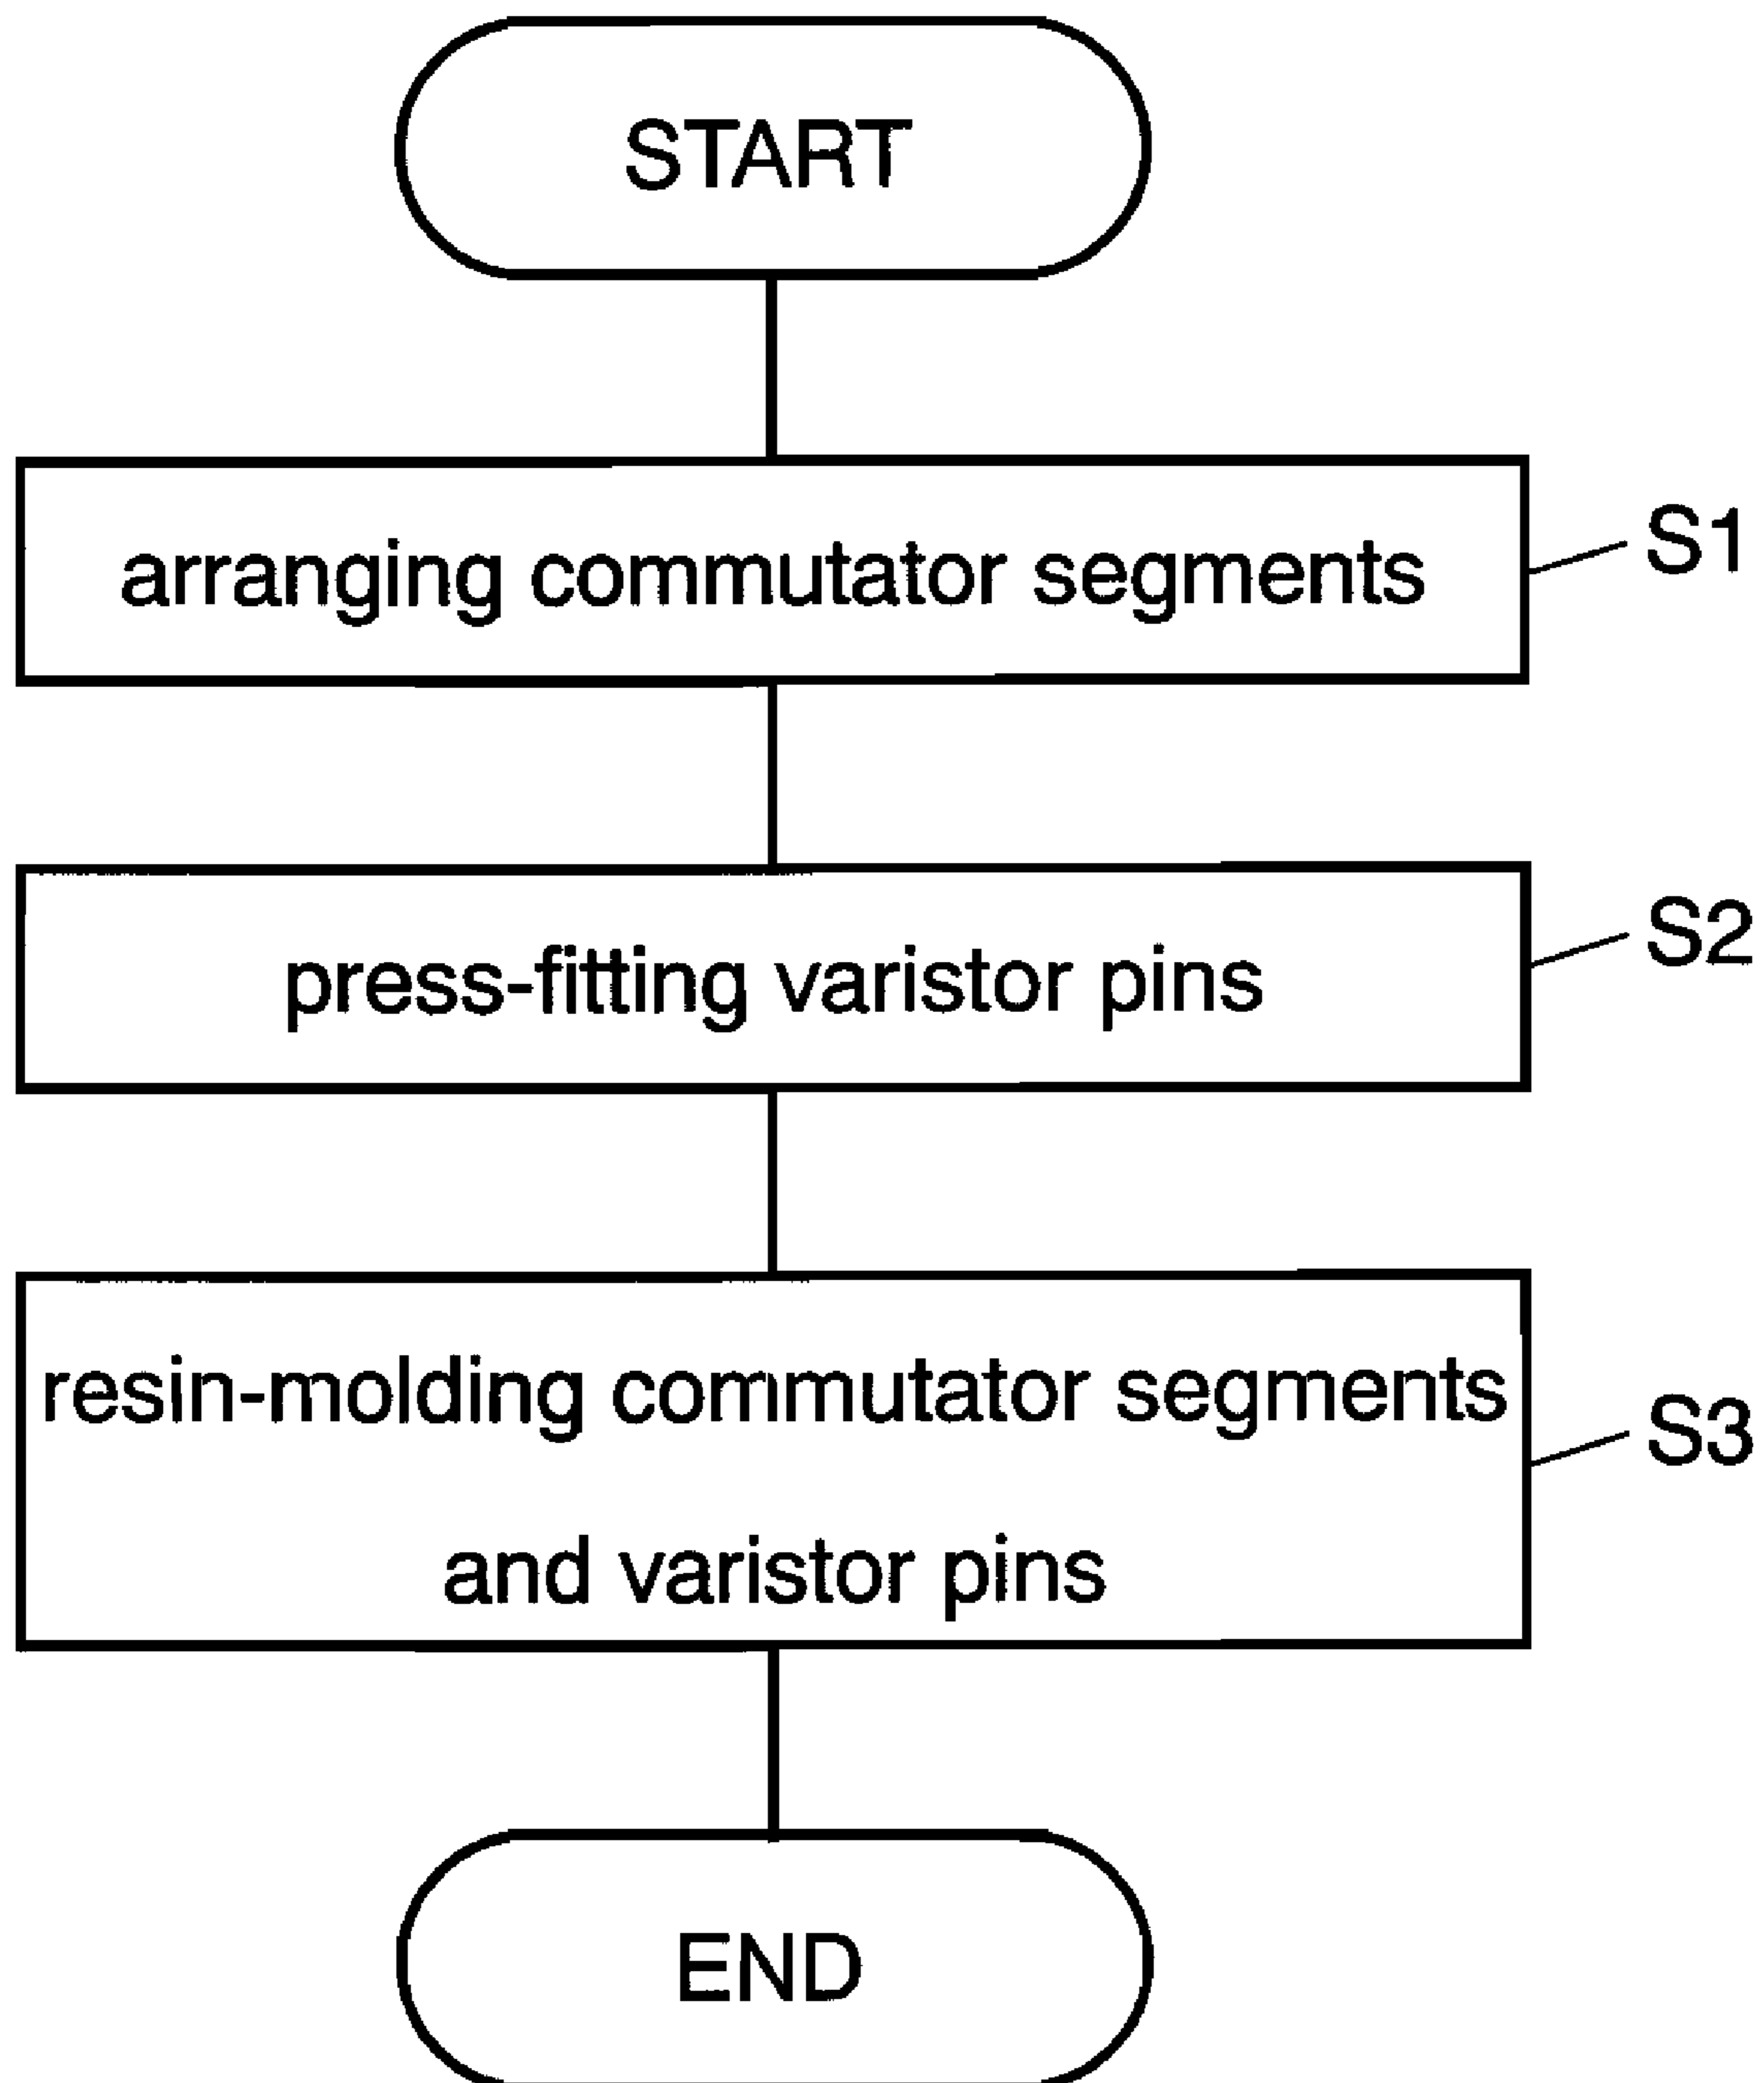 START
arranging commutator segments
S1
press-fitting varistor pins
S2
resin-molding commutator segments
and varistor pins
S3
END